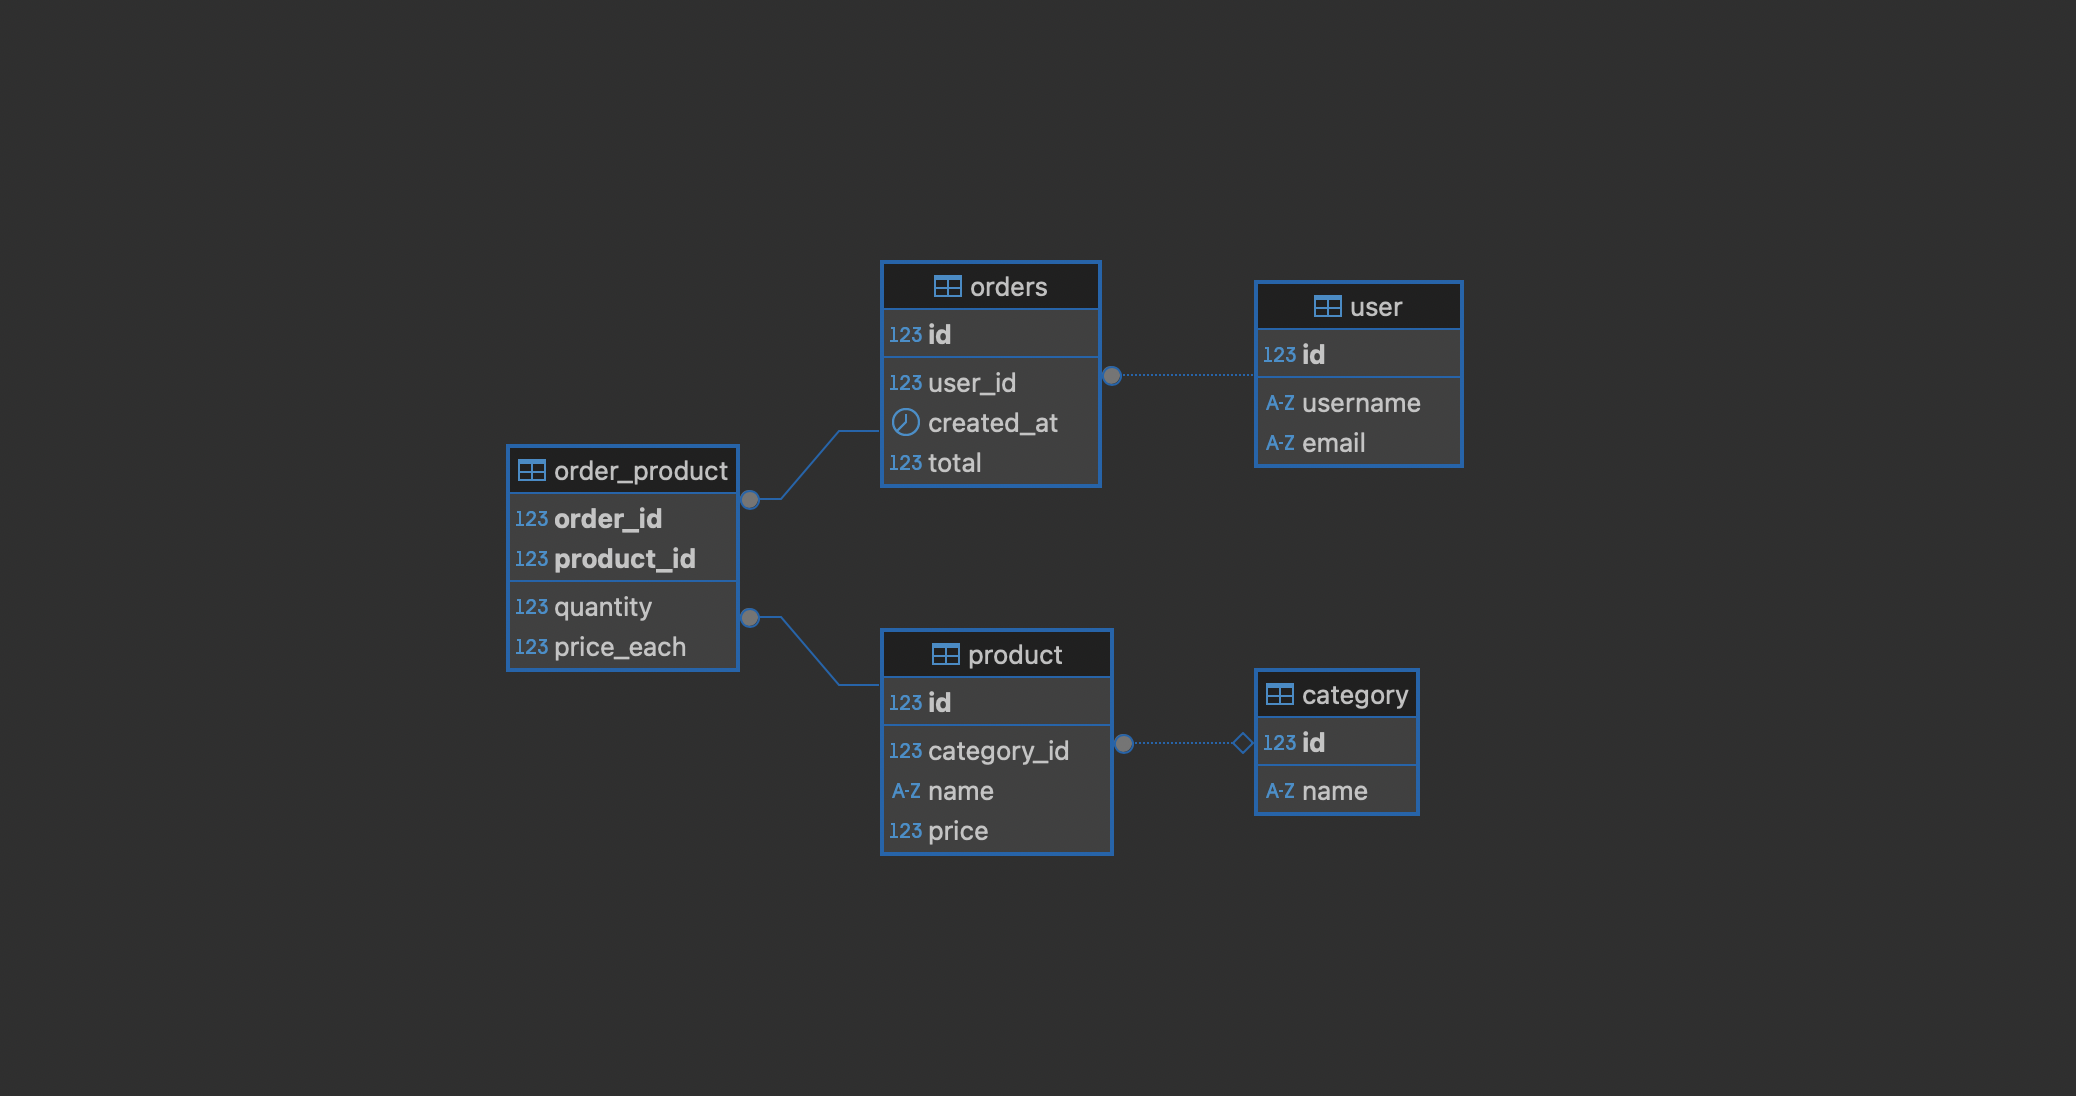 orders
123 id
123 user_id
created_at
123 total
user
123 id
A-Z username
A-Z email
order_product
123 order_id
123 product_id
123 quantity
123 price_each
product
123 id
123 category_id
A-Z name
123 price
category
123 id
A-Z name